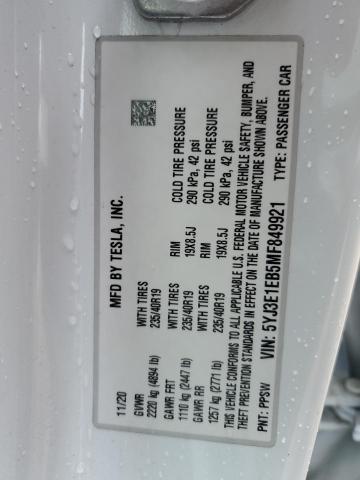 MFD BY TESLA, INC.
11/20
GVWR WITH TIRES RIM COLD TIRE PRESSURE
2220 kg (4894 lb) 235/40R19 19X8.5J 290 kPa, 42 psi
GAWR FRT WITH TIRES RIM COLD TIRE PRESSURE
1110 kg (2447 lb) 235/40R19 19X8.5J 290 kPa, 42 psi
GAWR RR
1257 kg (2771 lb)
THIS VEHICLE CONFORMS TO ALL APPLICABLE U.S. FEDERAL MOTOR VEHICLE SAFETY, BUMPER, AND
THEFT PREVENTION STANDARDS IN EFFECT ON THE DATE OF MANUFACTURE SHOWN ABOVE.
VIN: 5YJ3E1EB5MF849921
PNT: PPSW TYPE: PASSENGER CAR